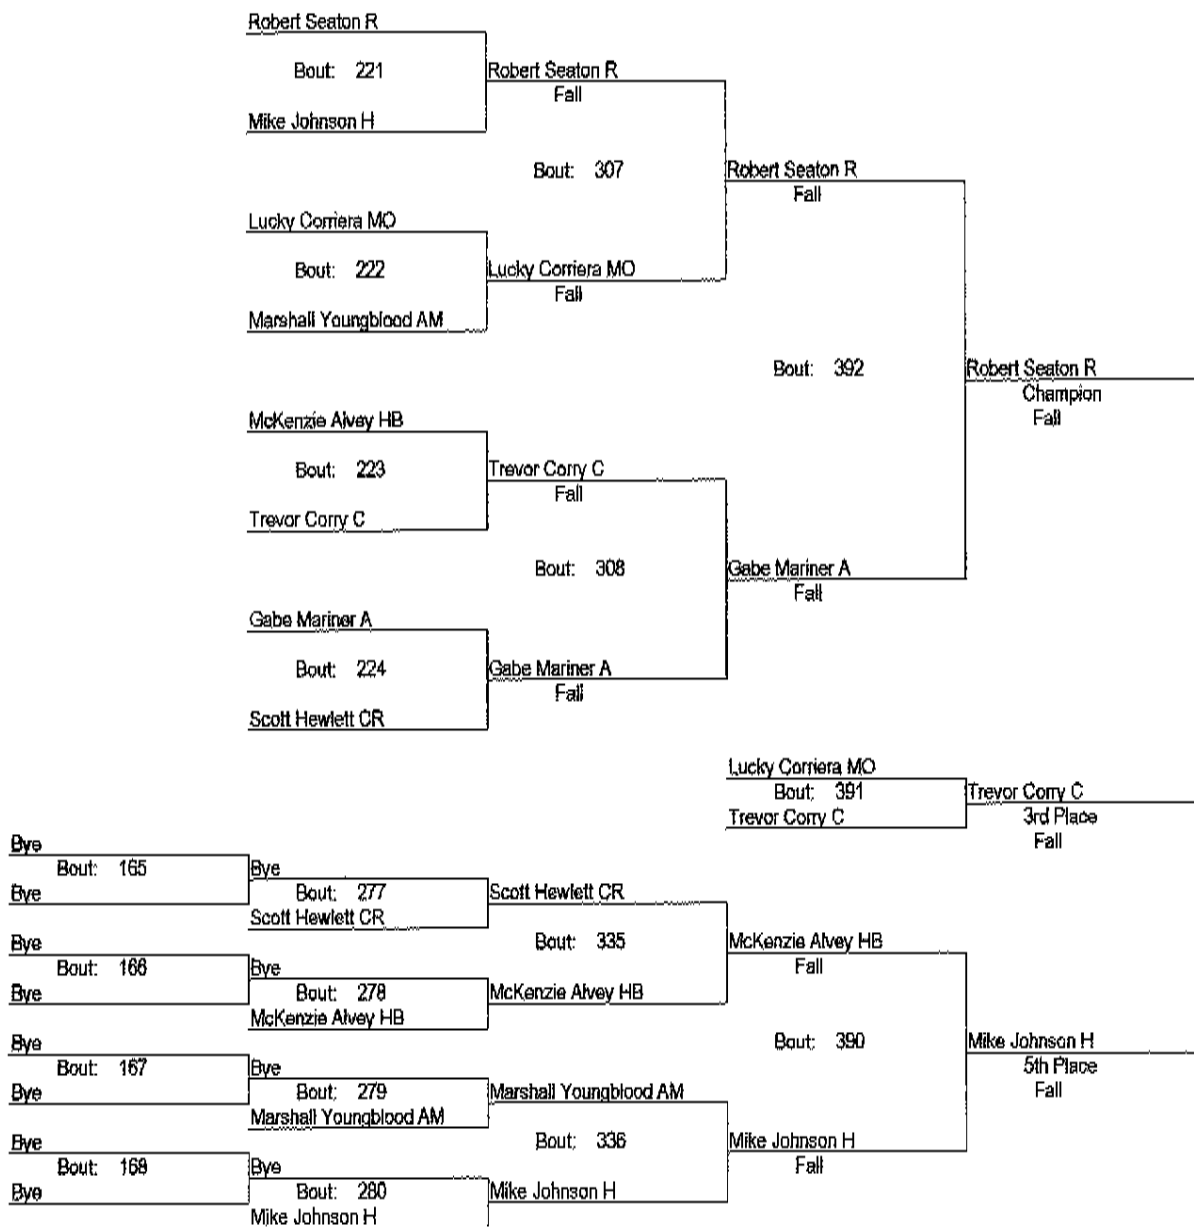 Robert Seaton R
Bout: 221
Robert Seaton R
Fall
Mike Johnson H
Bout: 307
Robert Seaton R
Fall
Lucky Corriera MO
Bout: 222
Lucky Corriera MO
Fall
Marshall Youngblood AM
Bout: 392
Robert Seaton R
Champion
Fall
McKenzie Alvey HB
Bout: 223
Trevor Corry C
Fall
Trevor Corry C
Bout: 308
Gabe Mariner A
Fall
Gabe Mariner A
Bout: 224
Gabe Mariner A
Fall
Scott Hewlett CR
Lucky Corriera MO
Bout: 391
Trevor Corry C
Trevor Corry C
3rd Place
Fall
Bye
Bout: 165
Bye
Bye
Bout: 277
Scott Hewlett CR
Scott Hewlett CR
Bye
Bout: 166
Bye
Bye
Bout: 278
McKenzie Alvey HB
McKenzie Alvey HB
Bout: 335
McKenzie Alvey HB
Fall
Bout: 390
Mike Johnson H
5th Place
Fall
Bye
Bout: 167
Bye
Bye
Bout: 279
Marshall Youngblood AM
Marshall Youngblood AM
Bout: 336
Mike Johnson H
Fall
Bye
Bout: 168
Bye
Bye
Bout: 280
Mike Johnson H
Mike Johnson H